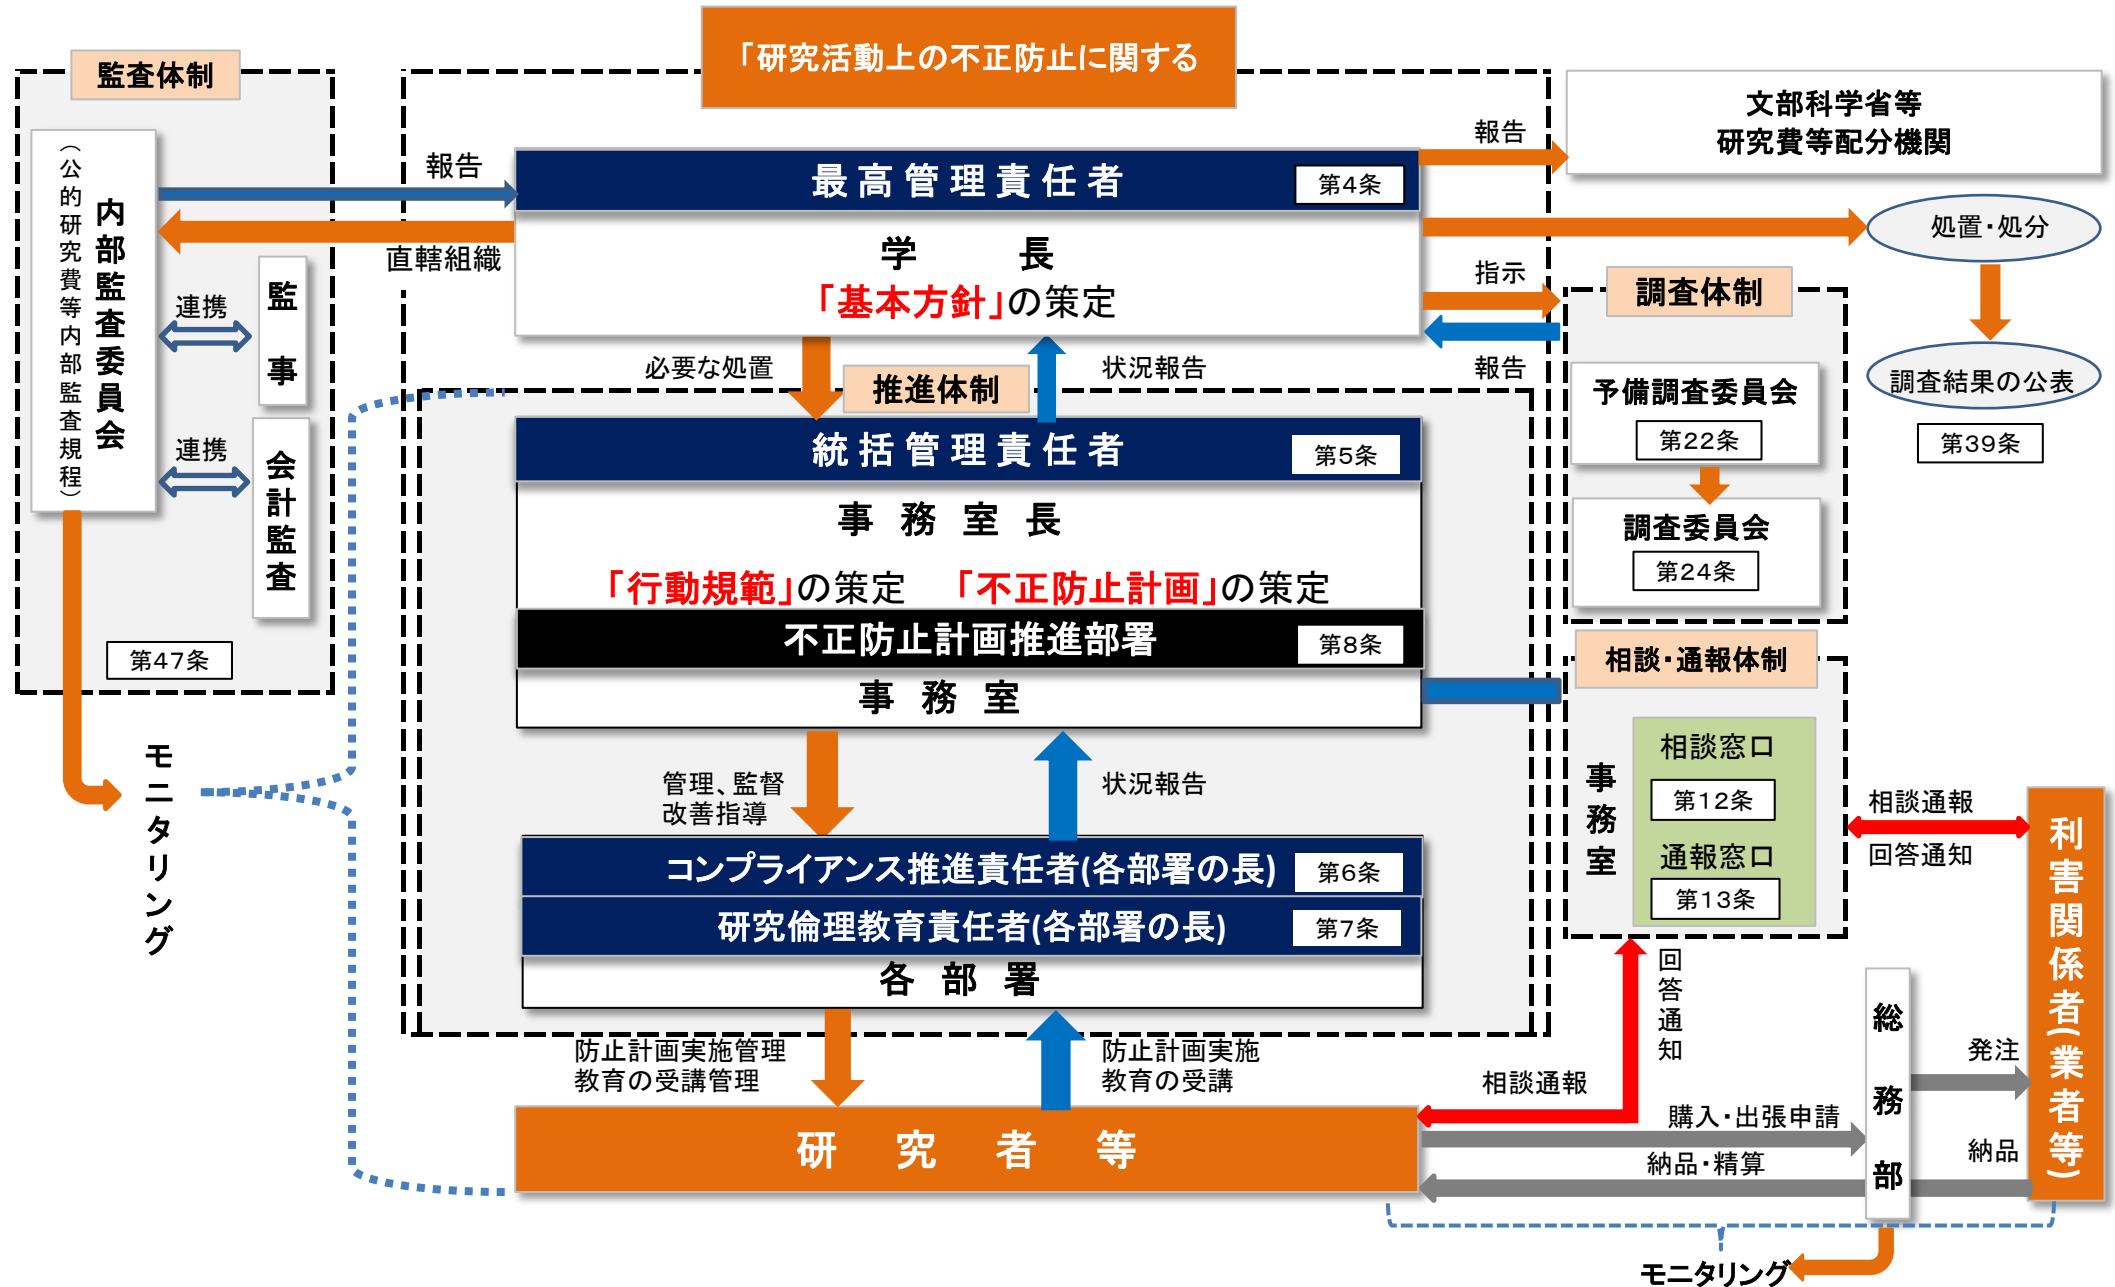 「研究活動上の不正防止に関する
監査体制
内部監査委員会
（公的研究費等内部監査規程）
監事
会計監査
連携
連携
第47条
報告
直轄組織
最高管理責任者
第4条
学長
「基本方針」の策定
報告
文部科学省等
研究費等配分機関
処置・処分
調査結果の公表
第39条
指示
報告
調査体制
予備調査委員会
第22条
調査委員会
第24条
必要な処置
状況報告
推進体制
統括管理責任者
第5条
事務室長
「行動規範」の策定 「不正防止計画」の策定
不正防止計画推進部署
第8条
事務室
管理、監督
改善指導
状況報告
コンプライアンス推進責任者(各部署の長)
第6条
研究倫理教育責任者(各部署の長)
第7条
各部署
防止計画実施管理
教育の受講管理
防止計画実施
教育の受講
研究者等
モニタリング
相談・通報体制
事務室
相談窓口
第12条
通報窓口
第13条
相談通報
回答通知
利害関係者(業者等)
回答通知
相談通報
購入・出張申請
納品・精算
総務部
発注
納品
モニタリング